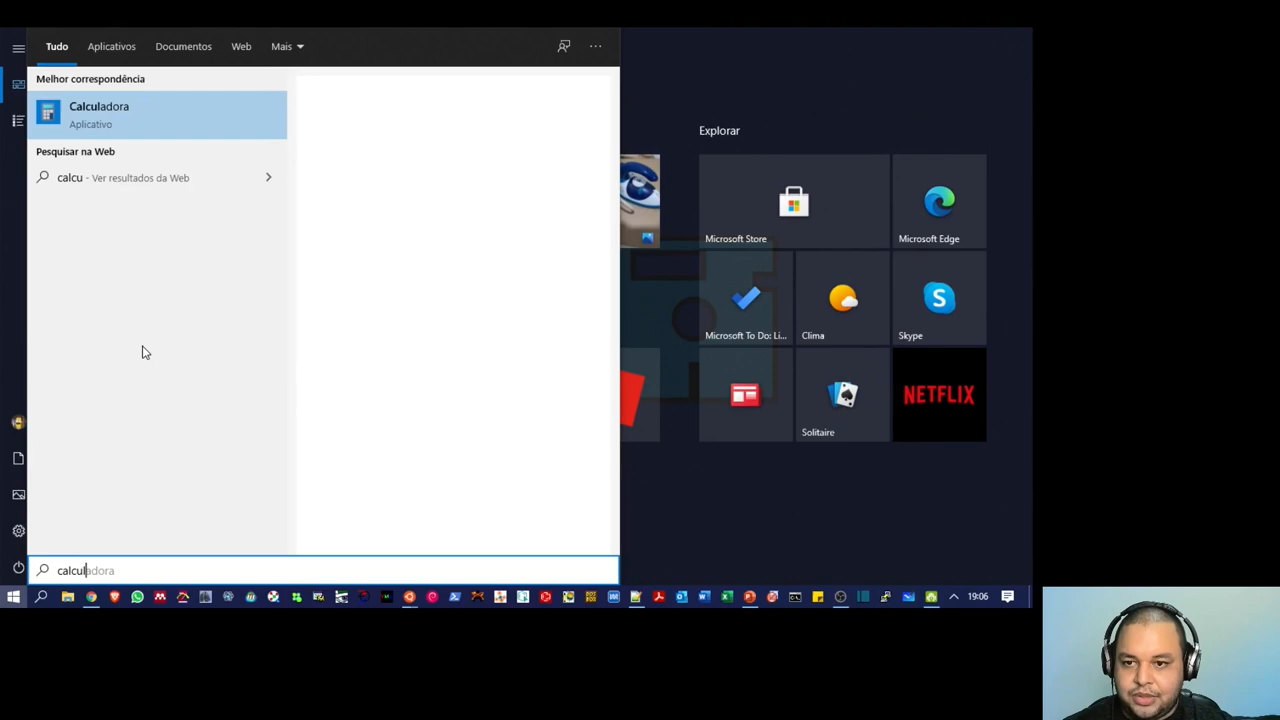 Tudo Aplicativos Documentos Web Mais
Melhor correspondência
Calculadora
Aplicativo
Pesquisar na Web
calcu - Ver resultados da Web
calculadora
Explorar
Microsoft Store
Microsoft Edge
Microsoft To Do: Li...
Clima
Skype
Solitaire
NETFLIX
19:06